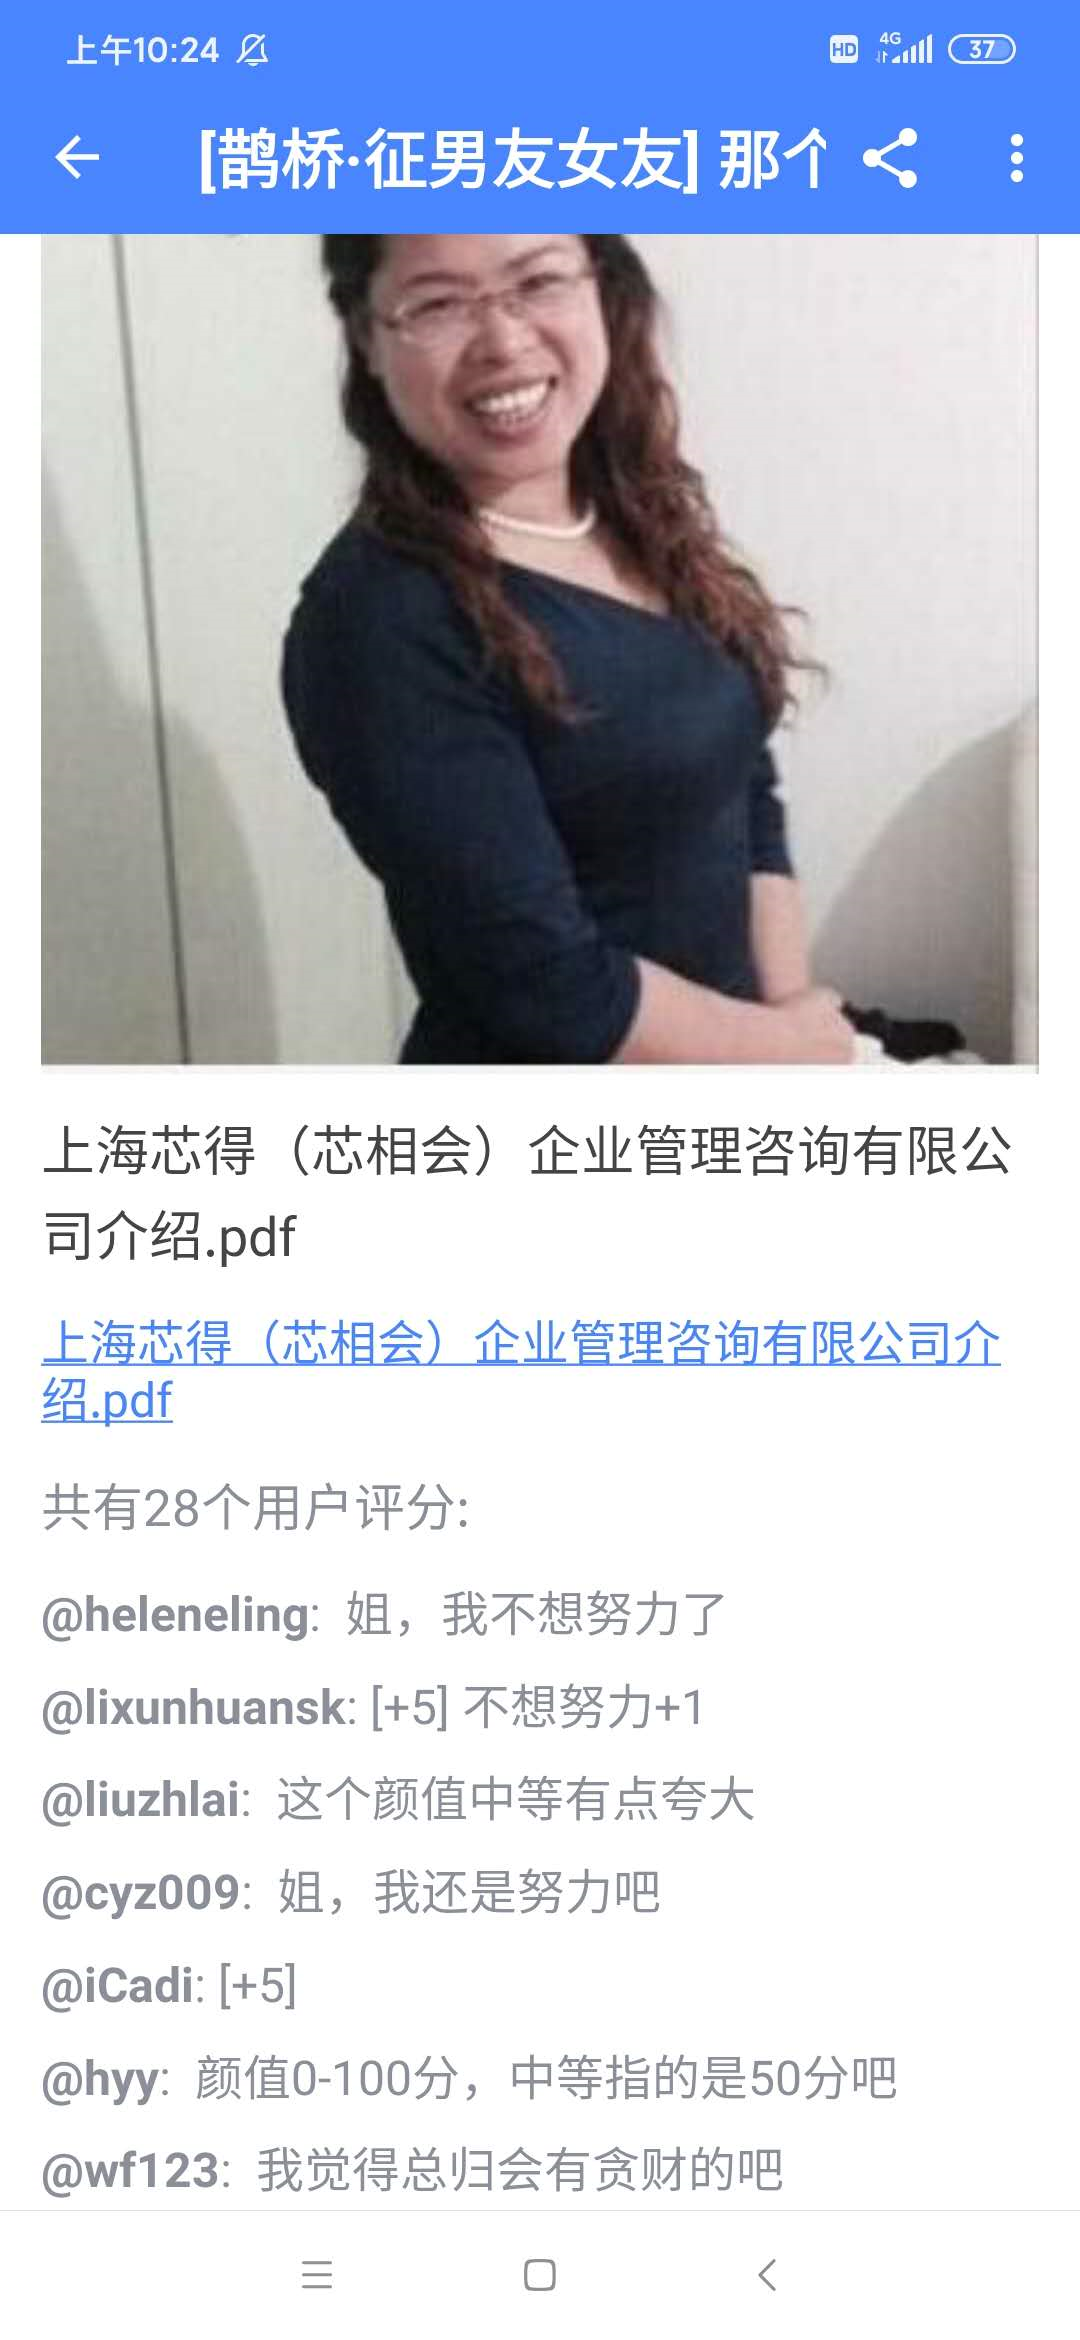 上午10:24
HD
4G
37
[鹊桥·征男友女友] 那个
上海芯得（芯相会）企业管理咨询有限公
司介绍.pdf
上海芯得（芯相会）企业管理咨询有限公司介
绍.pdf
共有28个用户评分:
@heleneling: 姐，我不想努力了
@lixunhuansk: [+5] 不想努力+1
@liuzhlai: 这个颜值中等有点夸大
@cyz009: 姐，我还是努力吧
@iCadi: [+5]
@hyy: 颜值0-100分，中等指的是50分吧
@wf123: 我觉得总归会有贪财的吧